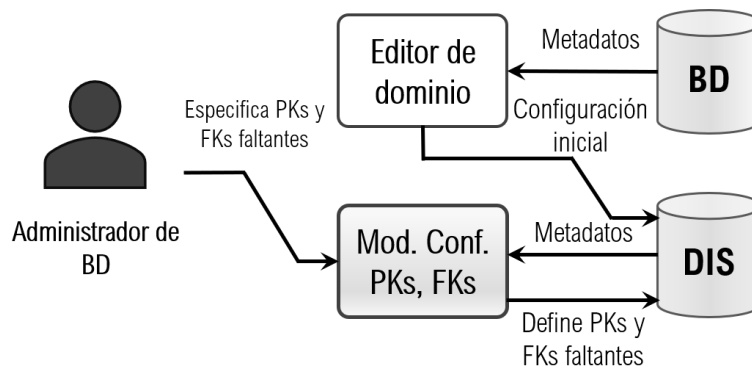 Editor de
dominio
Metadatos
BD
Especifica PKs y
FKs faltantes
Configuración
inicial
Administrador de
BD
Mod. Conf.
PKs, FKs
Metadatos
DIS
Define PKs y
FKs faltantes